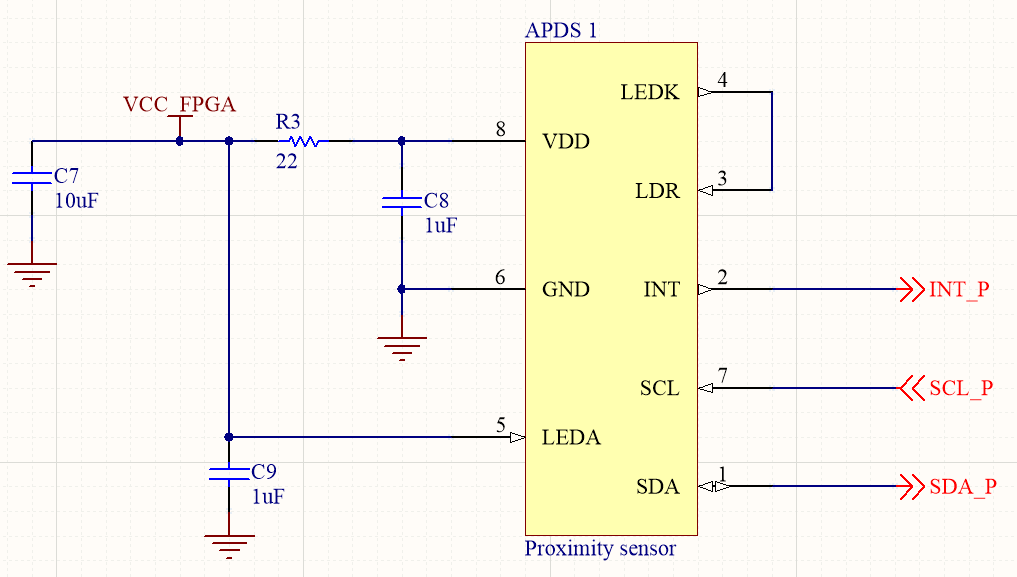 APDS 1
LEDK 4
VCC_FPGA
R3
22
8 VDD
C7
10uF
LDR 3
C8
1uF
6 GND
INT 2 INT_P
SCL 7 SCL_P
5 LEDA
C9
1uF
SDA 1 SDA_P
Proximity sensor